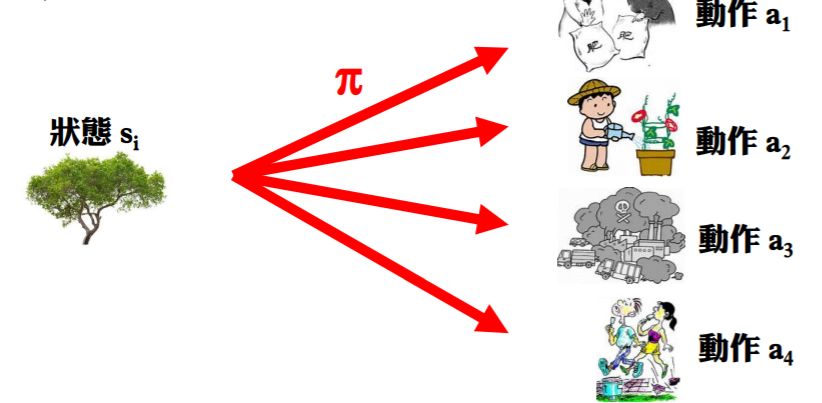 動作 a₁
π
肥 肥
狀態 sᵢ
動作 a₂
動作 a₃
動作 a₄